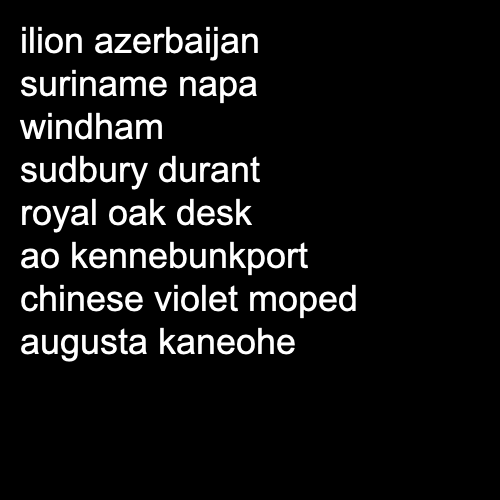 ilion azerbaijan
suriname napa
windham
sudbury durant
royal oak desk
ao kennebunkport
chinese violet moped
augusta kaneohe